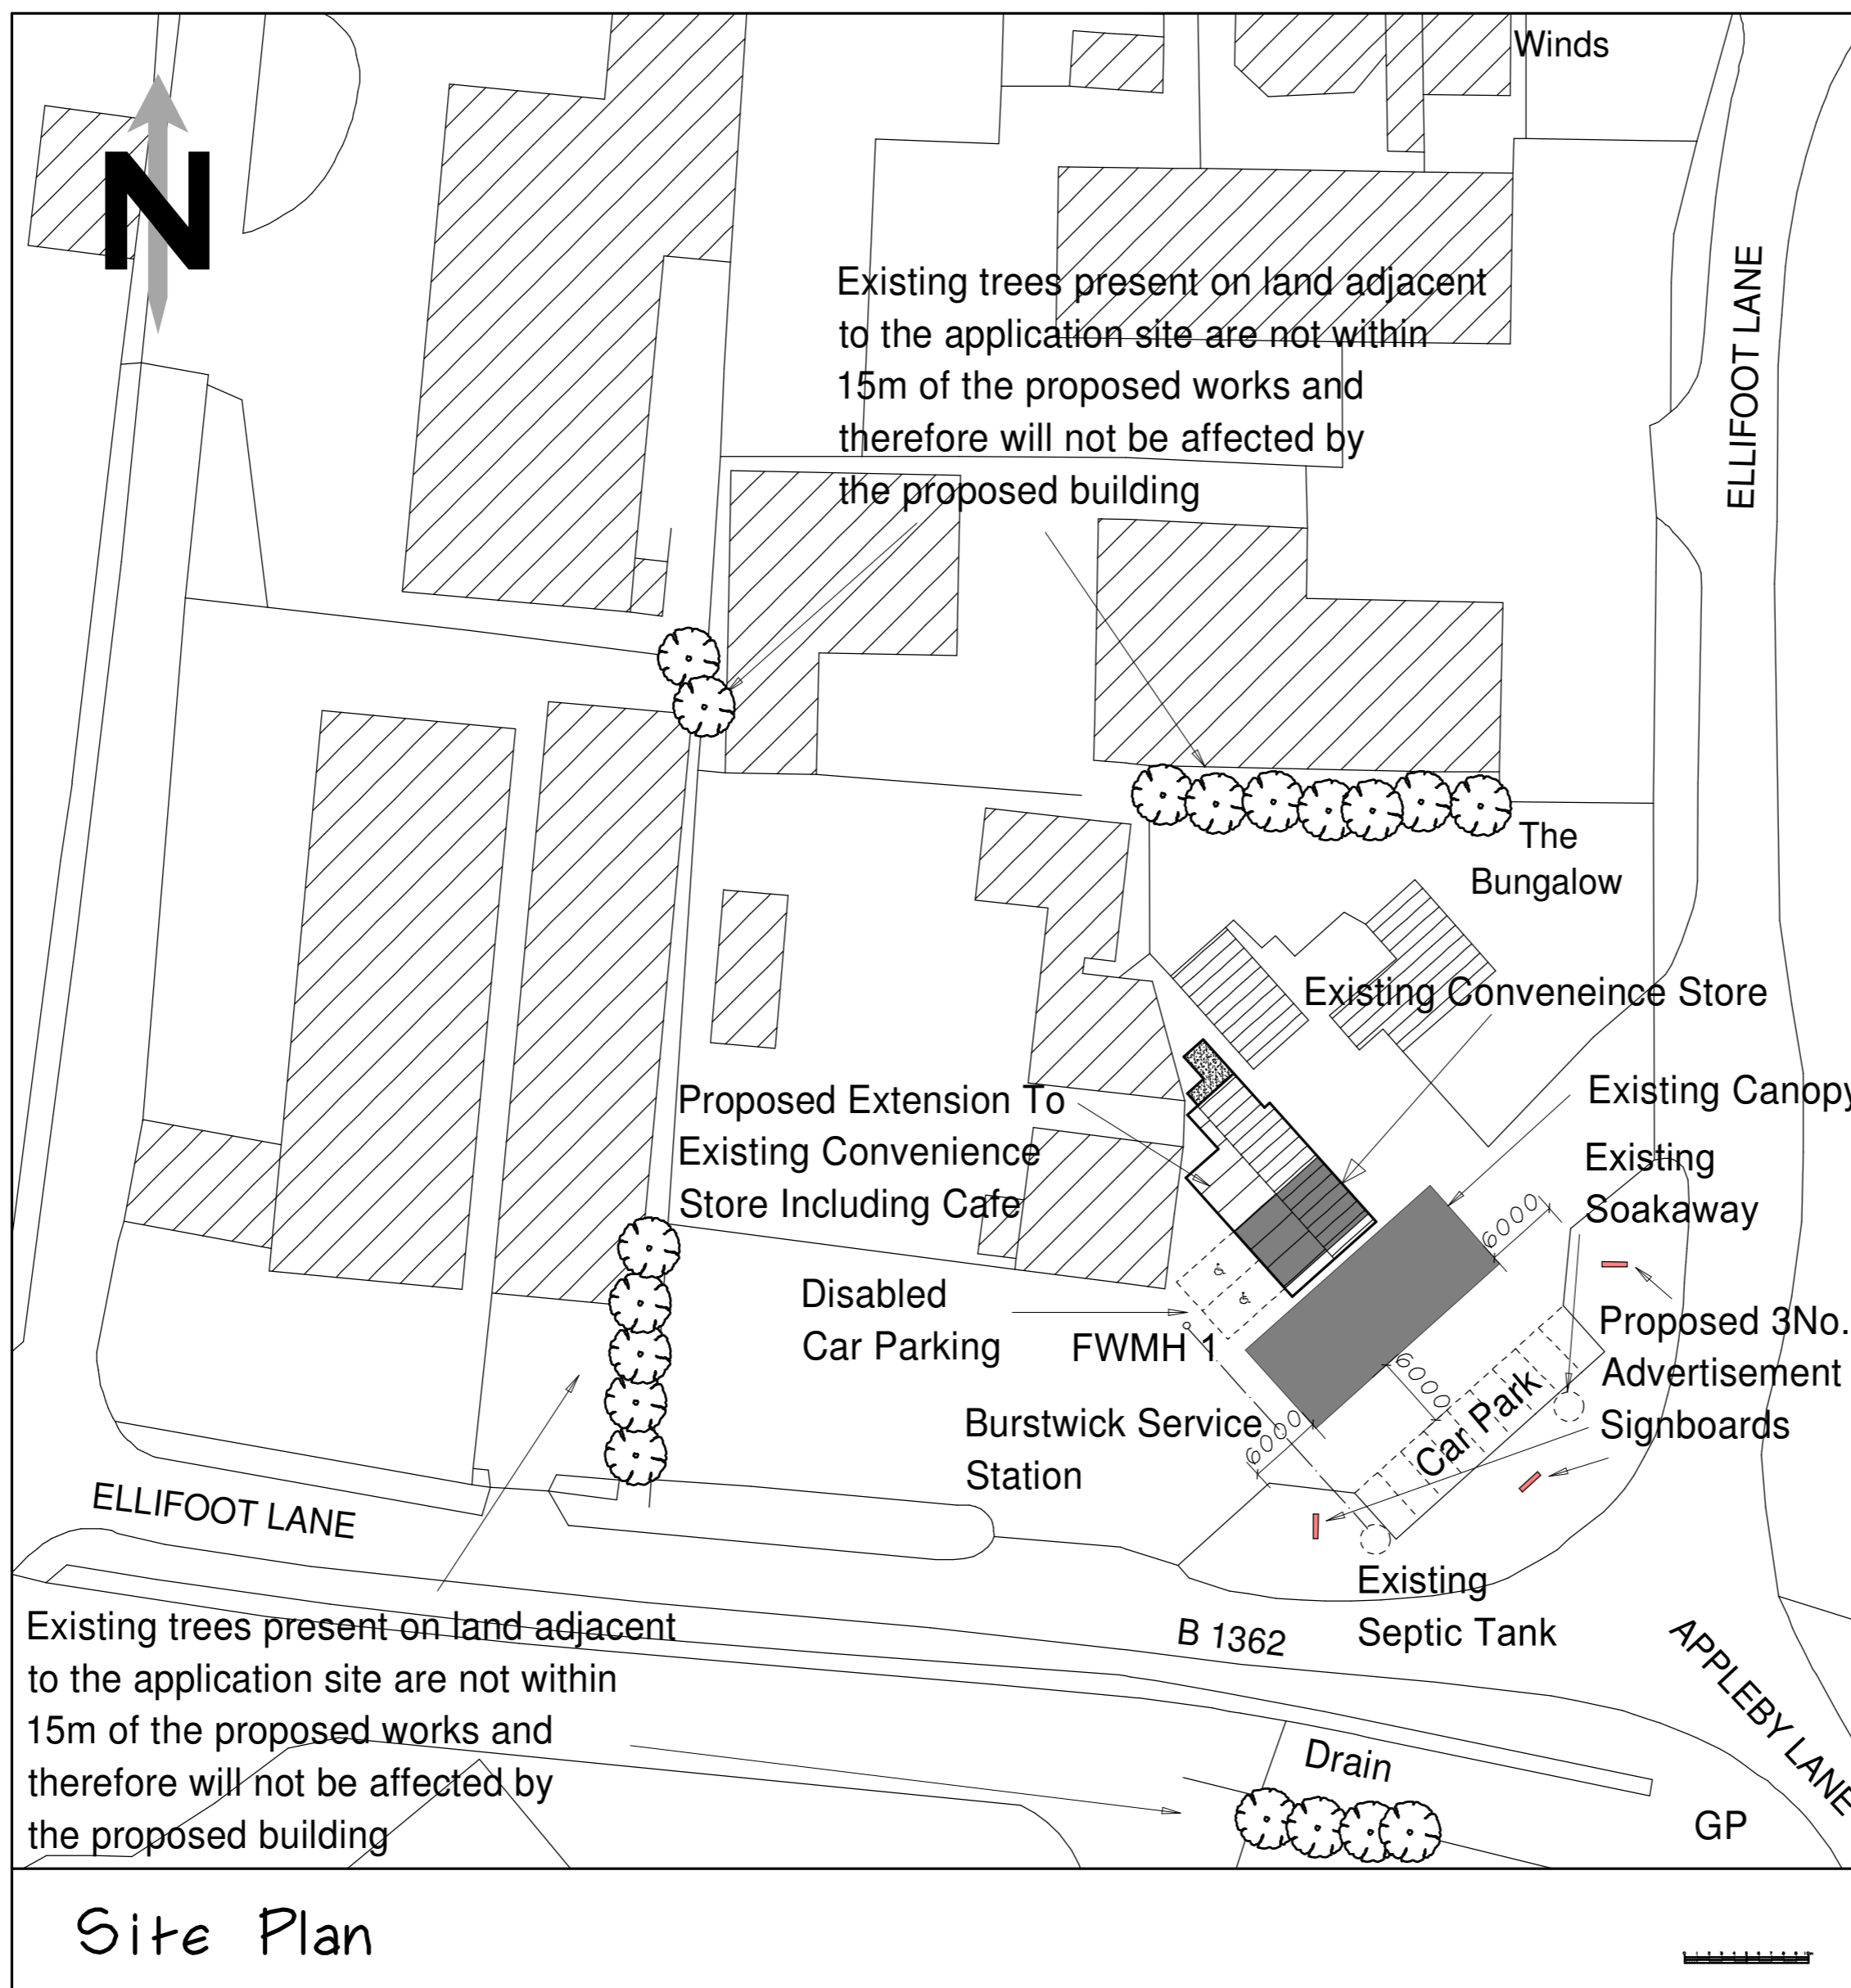 Winds
N
ELLIFOOT LANE
Existing trees present on land adjacent
to the application site are not within
15m of the proposed works and
therefore will not be affected by
the proposed building
The
Bungalow
Existing Conveneince Store
Proposed Extension To
Existing Convenience
Store Including Cafe
Existing Canopy
Existing
Soakaway
6000
Disabled
Car Parking
FWMH 1
Proposed 3No.
Advertisement
Signboards
6000
Car Park
Burstwick Service
Station
6000
ELLIFOOT LANE
Existing
Septic Tank
B 1362
APPLEBY LANE
Existing trees present on land adjacent
to the application site are not within
15m of the proposed works and
therefore will not be affected by
the proposed building
Drain
GP
Site Plan